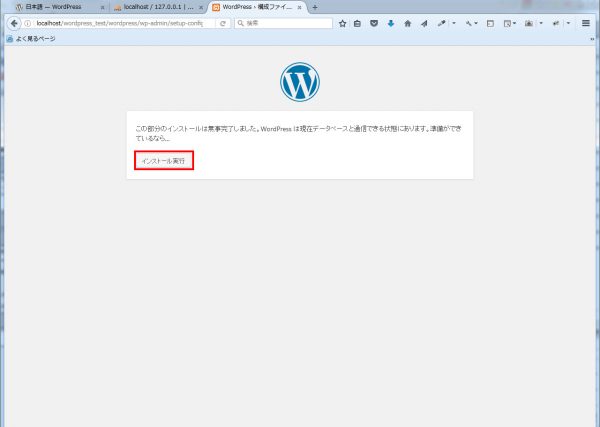 日本語 — WordPress
localhost / 127.0.0.1 | ...
WordPress › 構成ファイ...
localhost/wordpress_test/wordpress/wp-admin/setup-config
検索
よく見るページ
この部分のインストールは無事完了しました。WordPress は現在データベースと通信できる状態にあります。準備ができ
ているなら…
インストール実行